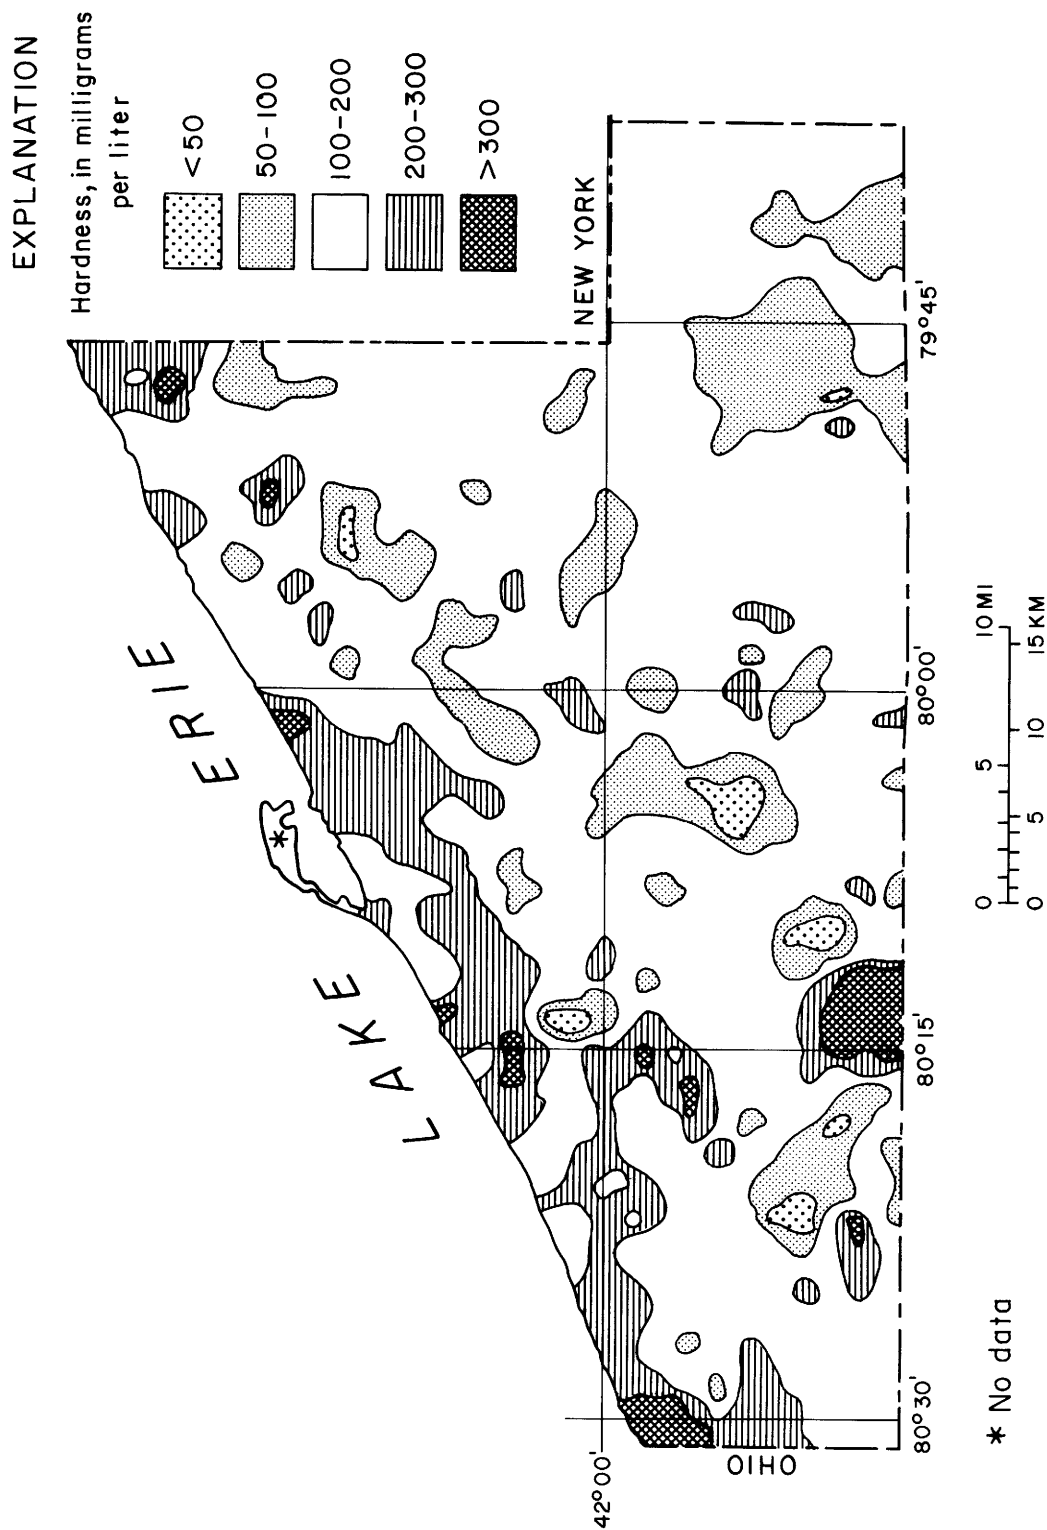 EXPLANATION
Hardness, in milligrams
per liter
<50
50-100
100-200
200-300
>300
NEW YORK
LAKE ERIE
*
OHIO
42°00'
80°30'
80°15'
80°00'
79°45'
0 5 10 MI
0 5 10 15 KM
* No data